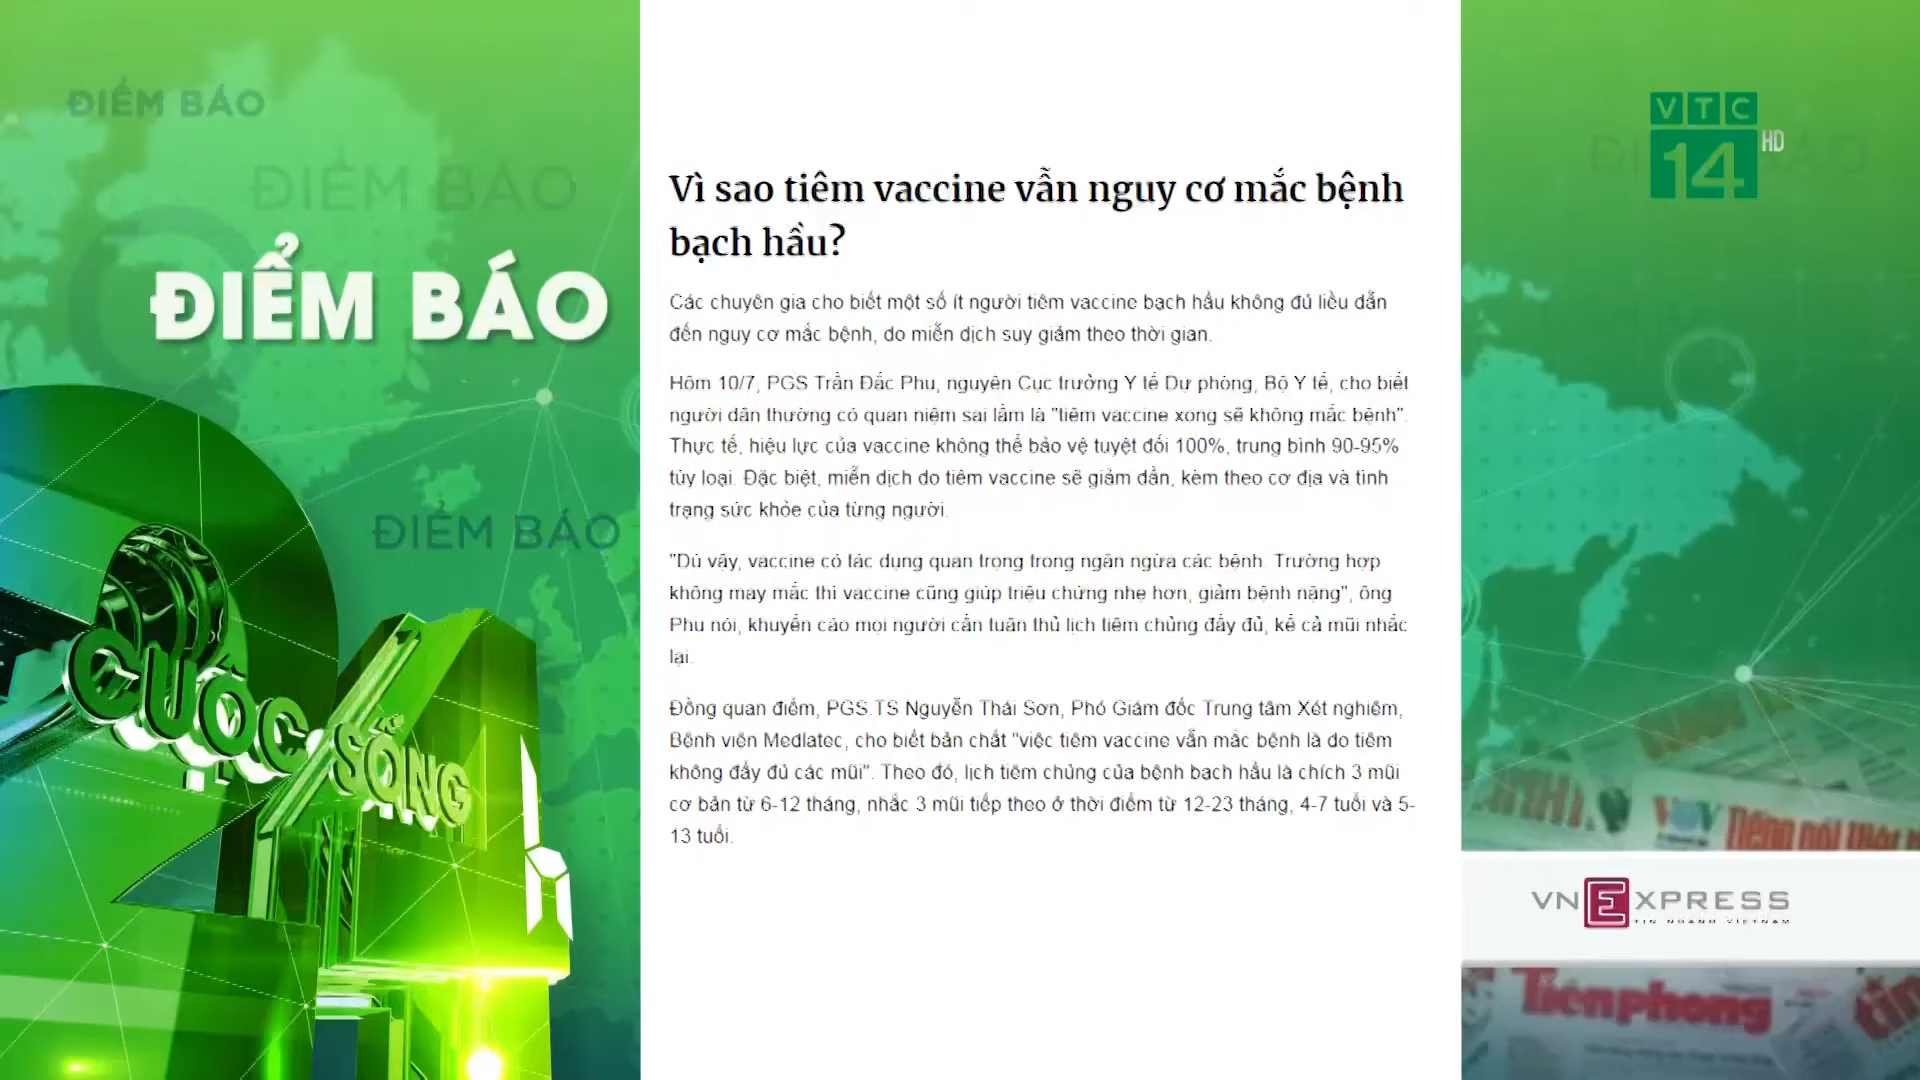 ĐIỂM BÁO
ĐIỂM BÁO
ĐIỂM BÁO
ĐIỂM BÁO
CUỘC SỐNG
24h
Vì sao tiêm vaccine vẫn nguy cơ mắc bệnh
bạch hầu?
Các chuyên gia cho biết một số ít người tiêm vaccine bạch hầu không đủ liều dẫn
đến nguy cơ mắc bệnh, do miễn dịch suy giảm theo thời gian.
Hôm 10/7, PGS Trần Đắc Phu, nguyên Cục trưởng Y tế Dự phòng, Bộ Y tế, cho biết
người dân thường có quan niệm sai lầm là "tiêm vaccine xong sẽ không mắc bệnh".
Thực tế, hiệu lực của vaccine không thể bảo vệ tuyệt đối 100%, trung bình 90-95%
tùy loại. Đặc biệt, miễn dịch do tiêm vaccine sẽ giảm dần, kèm theo cơ địa và tình
trạng sức khỏe của từng người.
"Dù vậy, vaccine có tác dụng quan trọng trong ngăn ngừa các bệnh. Trường hợp
không may mắc thì vaccine cũng giúp triệu chứng nhẹ hơn, giảm bệnh nặng", ông
Phu nói, khuyến cáo mọi người cần tuân thủ lịch tiêm chủng đầy đủ, kể cả mũi nhắc
lại.
Đồng quan điểm, PGS.TS Nguyễn Thái Sơn, Phó Giám đốc Trung tâm Xét nghiệm,
Bệnh viện Medlatec, cho biết bản chất "việc tiêm vaccine vẫn mắc bệnh là do tiêm
không đầy đủ các mũi". Theo đó, lịch tiêm chủng của bệnh bạch hầu là chích 3 mũi
cơ bản từ 6-12 tháng, nhắc 3 mũi tiếp theo ở thời điểm từ 12-23 tháng, 4-7 tuổi và 5-
13 tuổi.
VTC
14 HD
VOV Tiếng nói Việt
VNEXPRESS
TIN NHANH VIETNAM
Tiền phong